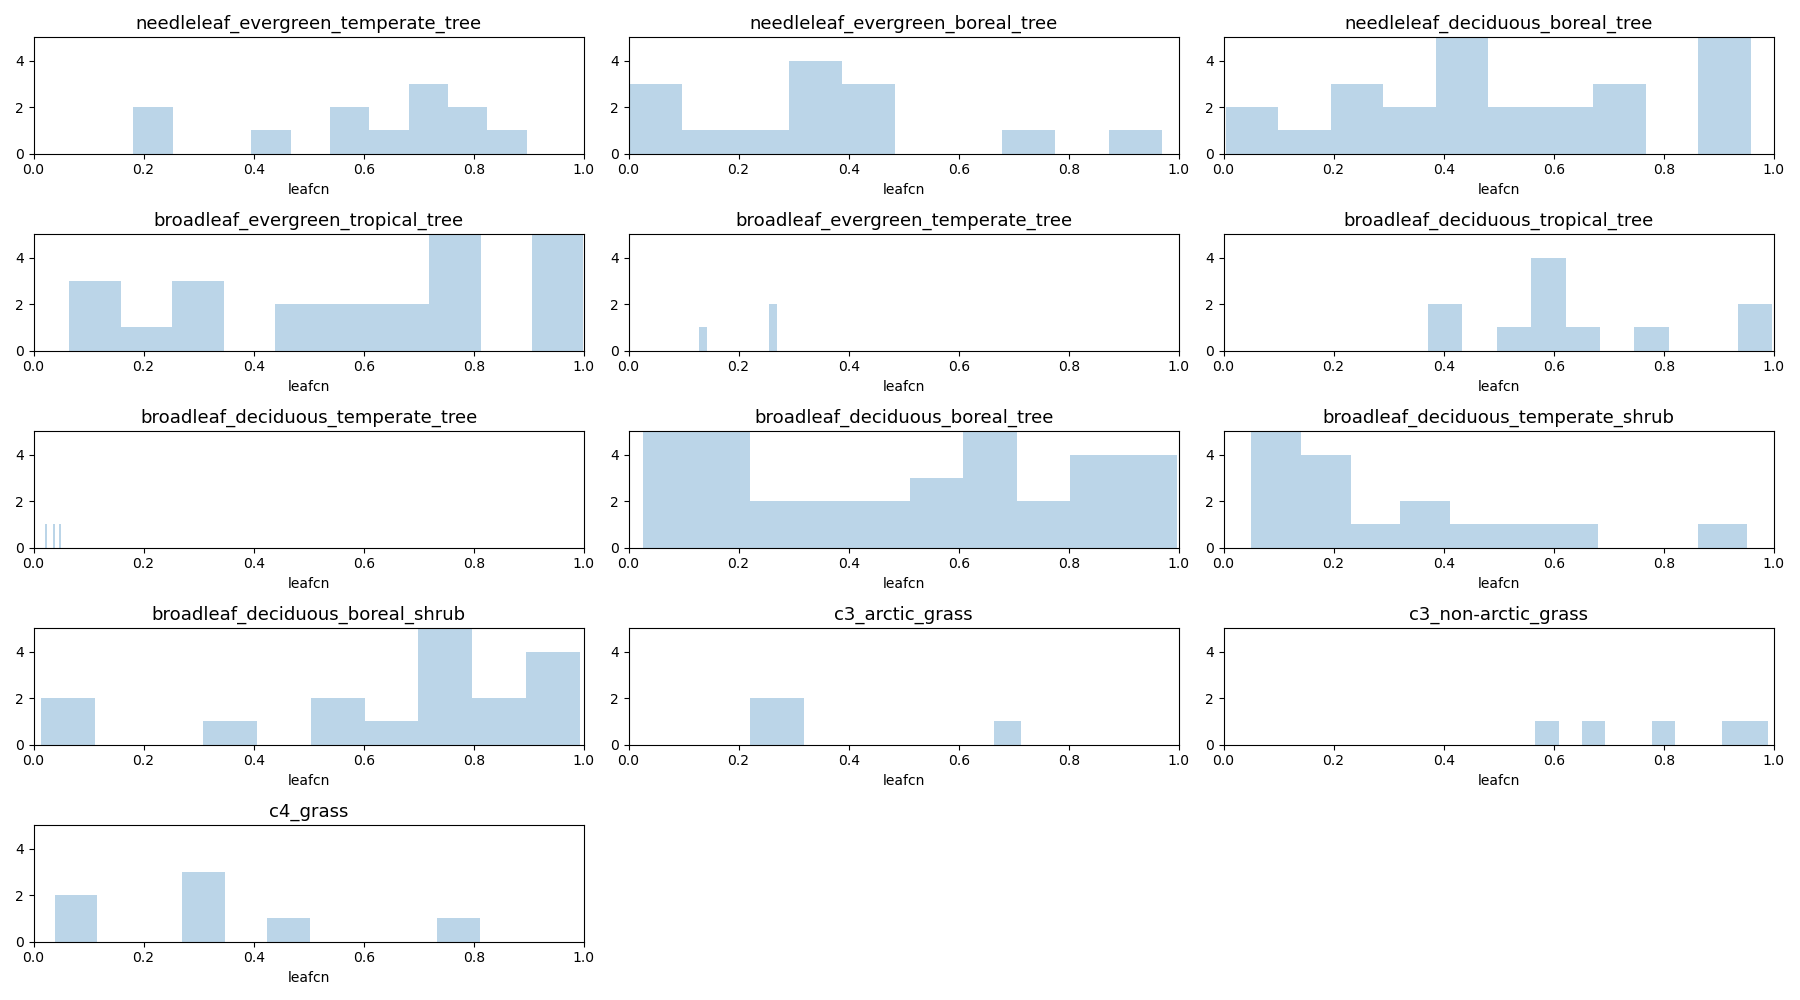 needleleaf_evergreen_temperate_tree
4
2
0
0.0 0.2 0.4 0.6 0.8 1.0
leafcn
needleleaf_evergreen_boreal_tree
4
2
0
0.0 0.2 0.4 0.6 0.8 1.0
leafcn
needleleaf_deciduous_boreal_tree
4
2
0
0.0 0.2 0.4 0.6 0.8 1.0
leafcn
broadleaf_evergreen_tropical_tree
4
2
0
0.0 0.2 0.4 0.6 0.8 1.0
leafcn
broadleaf_evergreen_temperate_tree
4
2
0
0.0 0.2 0.4 0.6 0.8 1.0
leafcn
broadleaf_deciduous_tropical_tree
4
2
0
0.0 0.2 0.4 0.6 0.8 1.0
leafcn
broadleaf_deciduous_temperate_tree
4
2
0
0.0 0.2 0.4 0.6 0.8 1.0
leafcn
broadleaf_deciduous_boreal_tree
4
2
0
0.0 0.2 0.4 0.6 0.8 1.0
leafcn
broadleaf_deciduous_temperate_shrub
4
2
0
0.0 0.2 0.4 0.6 0.8 1.0
leafcn
broadleaf_deciduous_boreal_shrub
4
2
0
0.0 0.2 0.4 0.6 0.8 1.0
leafcn
c3_arctic_grass
4
2
0
0.0 0.2 0.4 0.6 0.8 1.0
leafcn
c3_non-arctic_grass
4
2
0
0.0 0.2 0.4 0.6 0.8 1.0
leafcn
c4_grass
4
2
0
0.0 0.2 0.4 0.6 0.8 1.0
leafcn